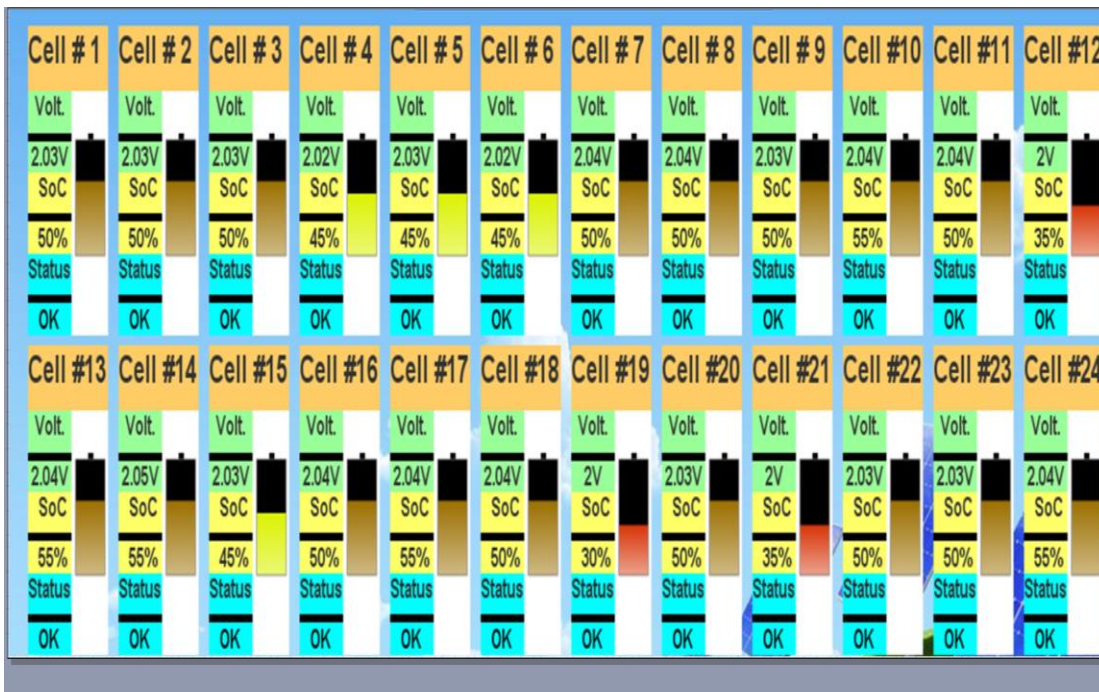 Cell # 1 Cell # 2 Cell # 3 Cell # 4 Cell # 5 Cell # 6 Cell # 7 Cell # 8 Cell # 9 Cell #10 Cell #11 Cell #12
Volt. Volt. Volt. Volt. Volt. Volt. Volt. Volt. Volt. Volt. Volt. Volt.
2.03V 2.03V 2.03V 2.02V 2.03V 2.02V 2.04V 2.04V 2.03V 2.04V 2.04V 2V
SoC SoC SoC SoC SoC SoC SoC SoC SoC SoC SoC SoC
50% 50% 50% 45% 45% 45% 50% 50% 50% 55% 50% 35%
Status Status Status Status Status Status Status Status Status Status Status Status
OK OK OK OK OK OK OK OK OK OK OK OK
Cell #13 Cell #14 Cell #15 Cell #16 Cell #17 Cell #18 Cell #19 Cell #20 Cell #21 Cell #22 Cell #23 Cell #24
Volt. Volt. Volt. Volt. Volt. Volt. Volt. Volt. Volt. Volt. Volt. Volt.
2.04V 2.05V 2.03V 2.04V 2.04V 2.04V 2V 2.03V 2V 2.03V 2.03V 2.04V
SoC SoC SoC SoC SoC SoC SoC SoC SoC SoC SoC SoC
55% 55% 45% 50% 55% 50% 30% 50% 35% 50% 50% 55%
Status Status Status Status Status Status Status Status Status Status Status Status
OK OK OK OK OK OK OK OK OK OK OK OK